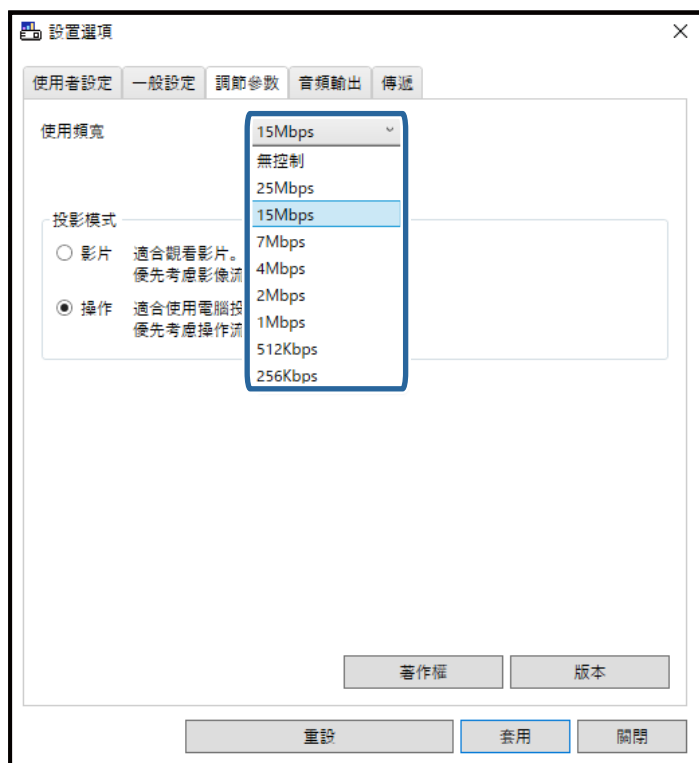 設置選項
使用者設定 一般設定 調節參數 音頻輸出 傳遞
使用頻寬 15Mbps
無控制
25Mbps
15Mbps
7Mbps
4Mbps
2Mbps
1Mbps
512Kbps
256Kbps
投影模式
影片 適合觀看影片。
優先考慮影像流
操作 適合使用電腦投
優先考慮操作流
著作權 版本
重設 套用 關閉